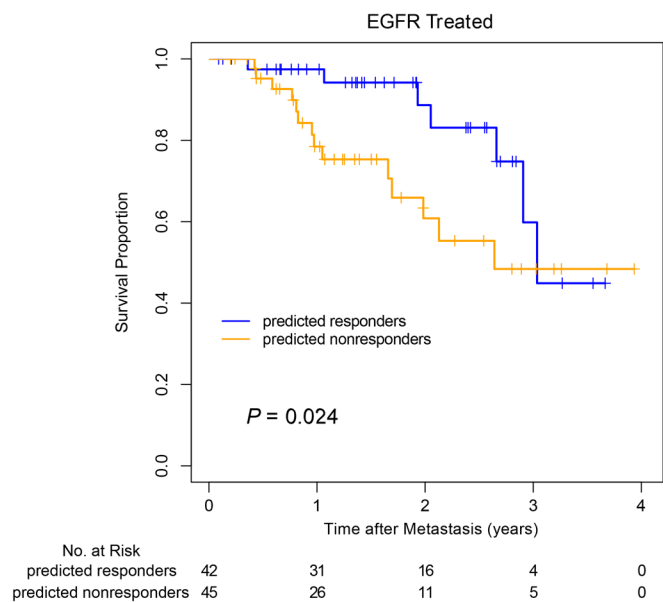 EGFR Treated
Survival Proportion
1.0
0.8
0.6
0.4
0.2
0.0
predicted responders
predicted nonresponders
P = 0.024
0 1 2 3 4
Time after Metastasis (years)
No. at Risk
predicted responders 42 31 16 4 0
predicted nonresponders 45 26 11 5 0